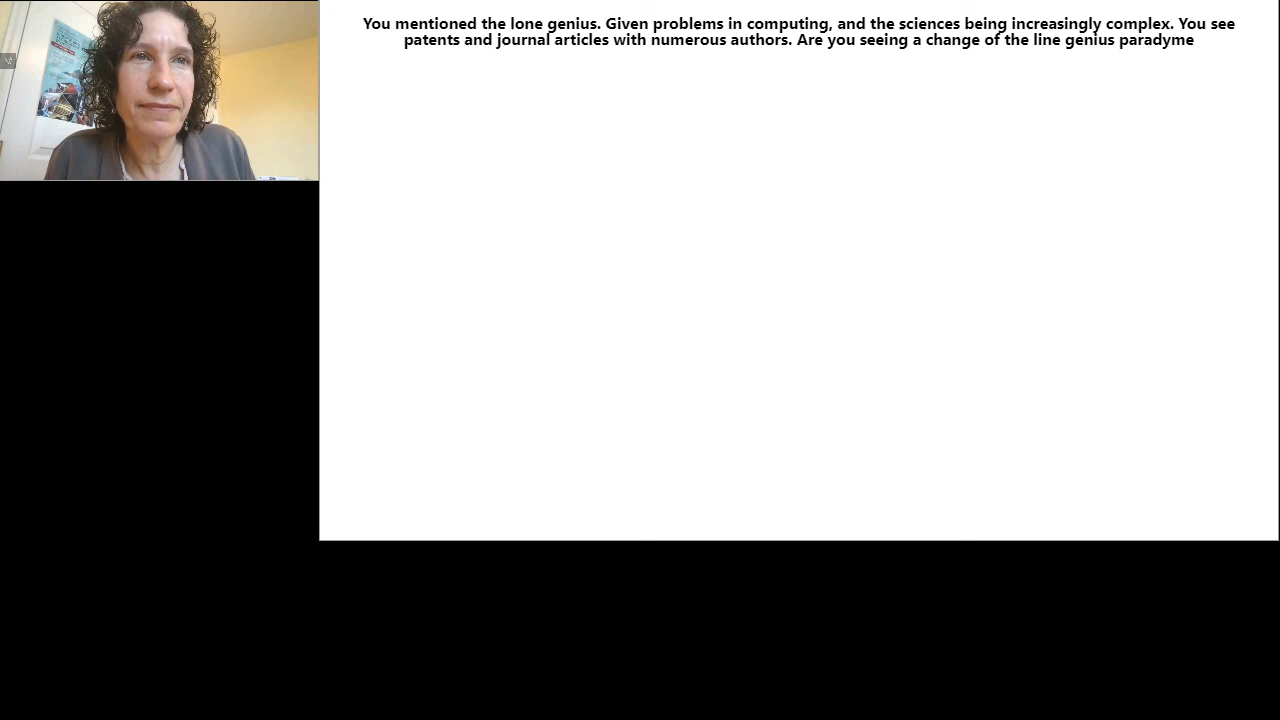 You mentioned the lone genius. Given problems in computing, and the sciences being increasingly complex. You see
patents and journal articles with numerous authors. Are you seeing a change of the line genius paradyme